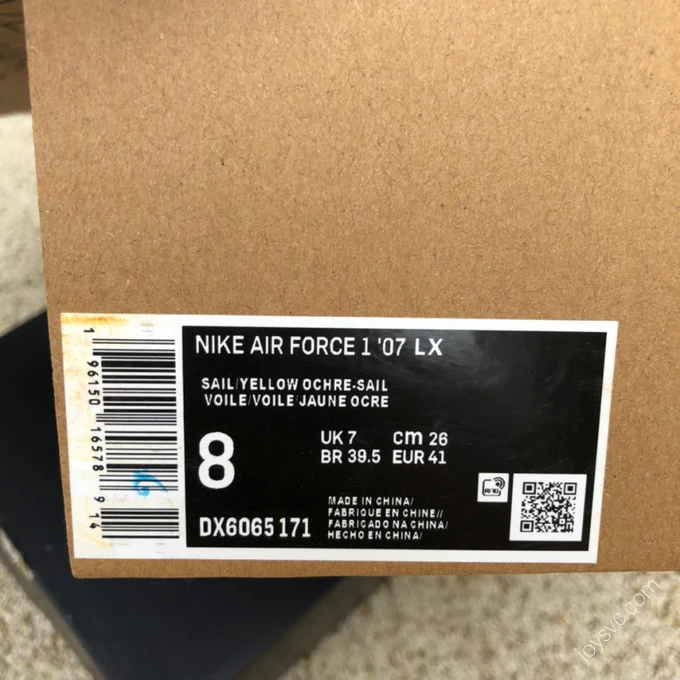 NIKE AIR FORCE 1 '07 LX
SAIL/YELLOW OCHRE-SAIL
VOILE/VOILE/JAUNE OCRE
8
UK 7 cm 26
BR 39.5 EUR 41
DX6065 171
MADE IN CHINA/
FABRIQUE EN CHINE//
FABRICADO NA CHINA/
HECHO EN CHINA/
RFID
1 96150 16578 9 14
joysvc.com